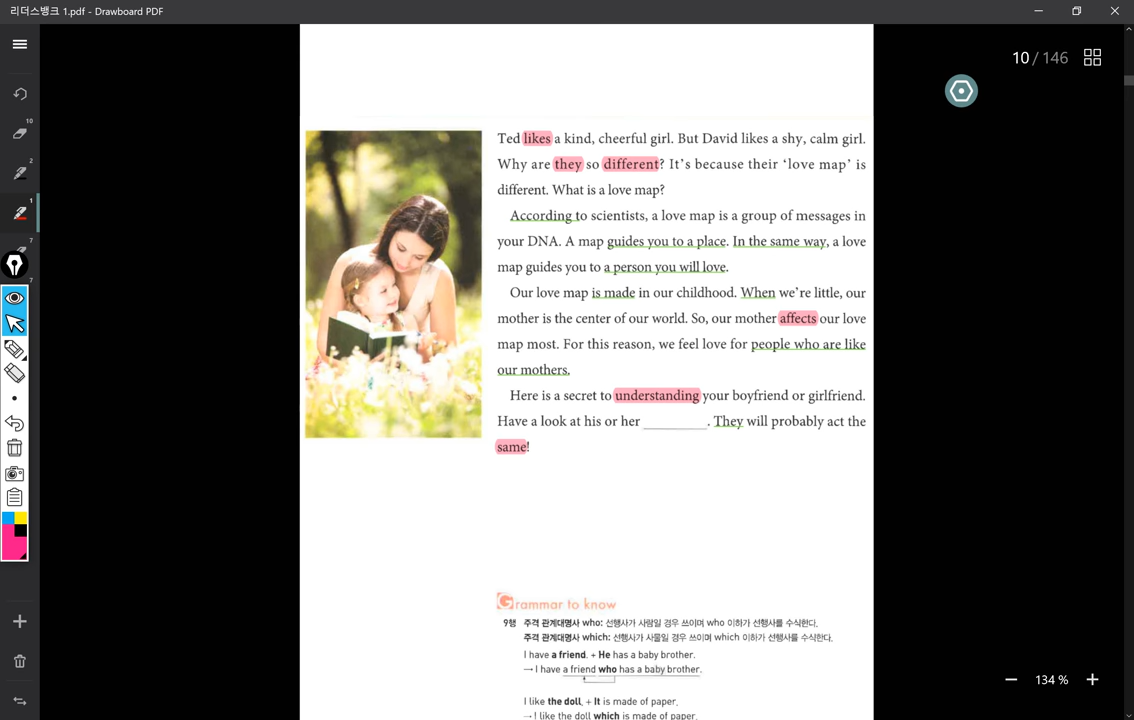 리더스뱅크 1.pdf - Drawboard PDF
10 / 146
10
2
1
7
7
Ted likes a kind, cheerful girl. But David likes a shy, calm girl.
Why are they so different? It's because their 'love map' is
different. What is a love map?
According to scientists, a love map is a group of messages in
your DNA. A map guides you to a place. In the same way, a love
map guides you to a person you will love.
Our love map is made in our childhood. When we're little, our
mother is the center of our world. So, our mother affects our love
map most. For this reason, we feel love for people who are like
our mothers.
Here is a secret to understanding your boyfriend or girlfriend.
Have a look at his or her ________. They will probably act the
same!
Grammar to know
9행 주격 관계대명사 who: 선행사가 사람일 경우 쓰이며 who 이하가 선행사를 수식한다.
주격 관계대명사 which: 선행사가 사물일 경우 쓰이며 which 이하가 선행사를 수식한다.
I have a friend. + He has a baby brother.
→ I have a friend who has a baby brother.
I like the doll. + It is made of paper.
→ I like the doll which is made of paper.
134 %